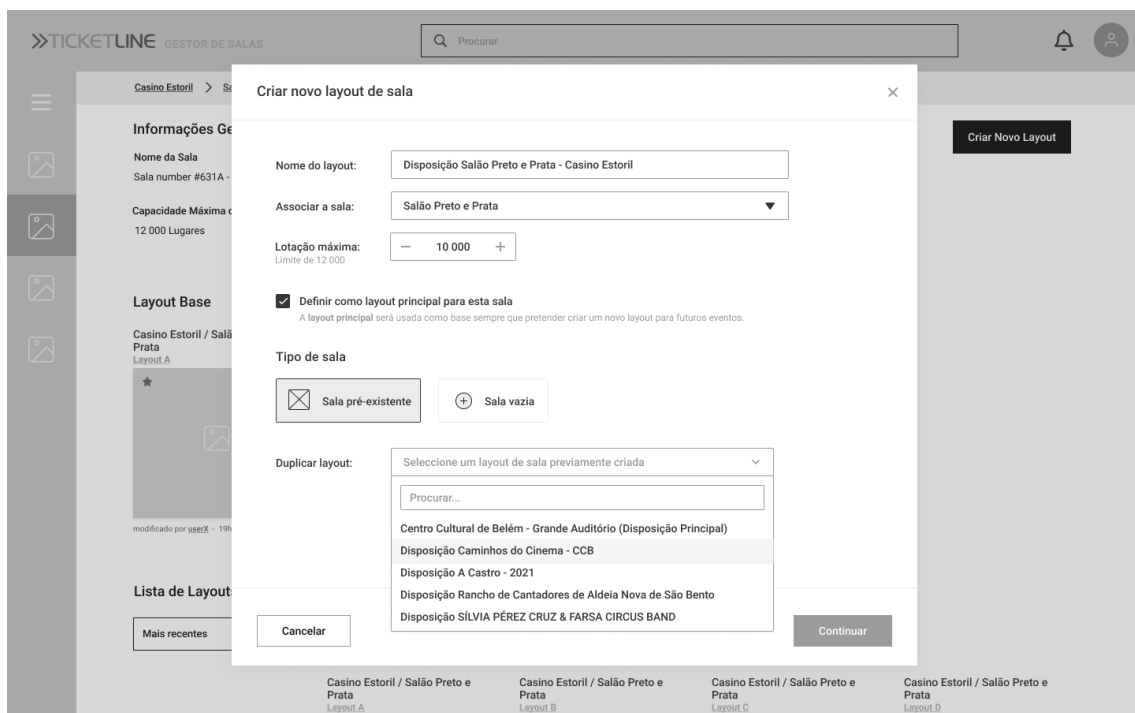 TICKETLINE GESTOR DE SALAS
Procurar
Casino Estoril > Sa
Criar novo layout de sala
Informações Ge
Criar Novo Layout
Nome da Sala
Sala number #631A -
Capacidade Máxima d
12 000 Lugares
Nome do layout:
Disposição Salão Preto e Prata - Casino Estoril
Associar a sala:
Salão Preto e Prata
Lotação máxima:
Limite de 12 000
— 10 000 +
Definir como layout principal para esta sala
A layout principal será usada como base sempre que pretender criar um novo layout para futuros eventos.
Layout Base
Casino Estoril / Salã
Prata
Layout A
Tipo de sala
Sala pré-existente
Sala vazia
Duplicar layout:
Seleccione um layout de sala previamente criada
Procurar...
Centro Cultural de Belém - Grande Auditório (Disposição Principal)
Disposição Caminhos do Cinema - CCB
Disposição A Castro - 2021
Disposição Rancho de Cantadores de Aldeia Nova de São Bento
Disposição SÍLVIA PÉREZ CRUZ & FARSA CIRCUS BAND
modificado por userX - 19h
Lista de Layout
Mais recentes
Cancelar
Continuar
Casino Estoril / Salão Preto e
Prata
Layout A
Casino Estoril / Salão Preto e
Prata
Layout B
Casino Estoril / Salão Preto e
Prata
Layout C
Casino Estoril / Salão Preto e
Prata
Layout D